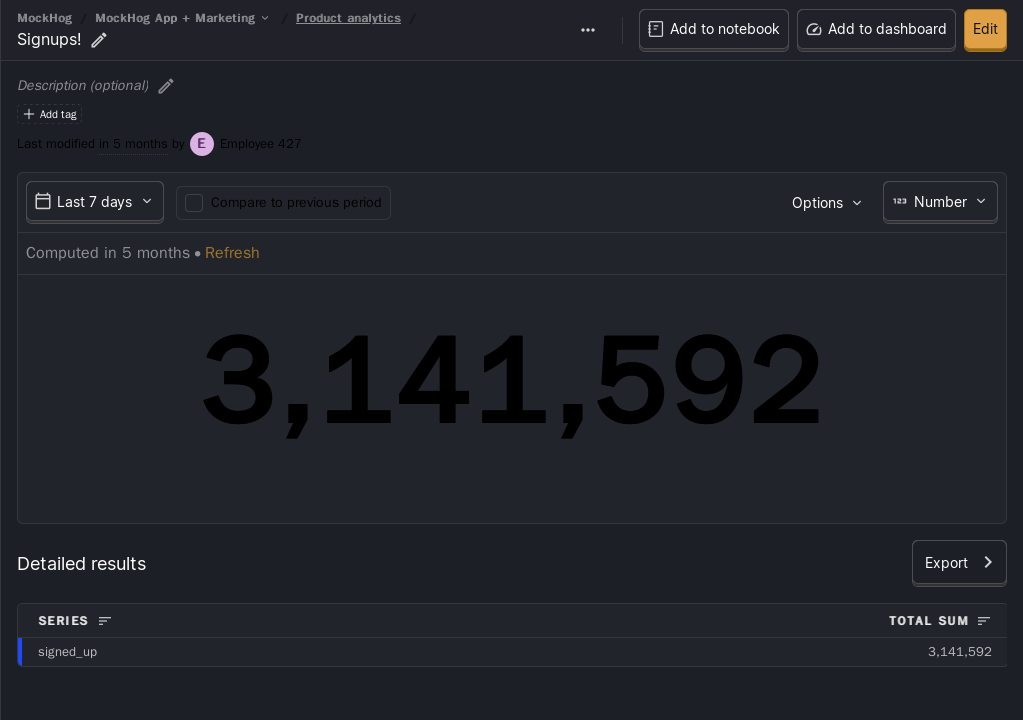 MockHog / MockHog App + Marketing / Product analytics /
Signups!
Add to notebook
Add to dashboard
Edit
Description (optional)
Add tag
Last modified in 5 months by E Employee 427
Last 7 days
Compare to previous period
Options
123 Number
Computed in 5 months • Refresh
3,141,592
Detailed results
Export
SERIES TOTAL SUM
signed_up 3,141,592